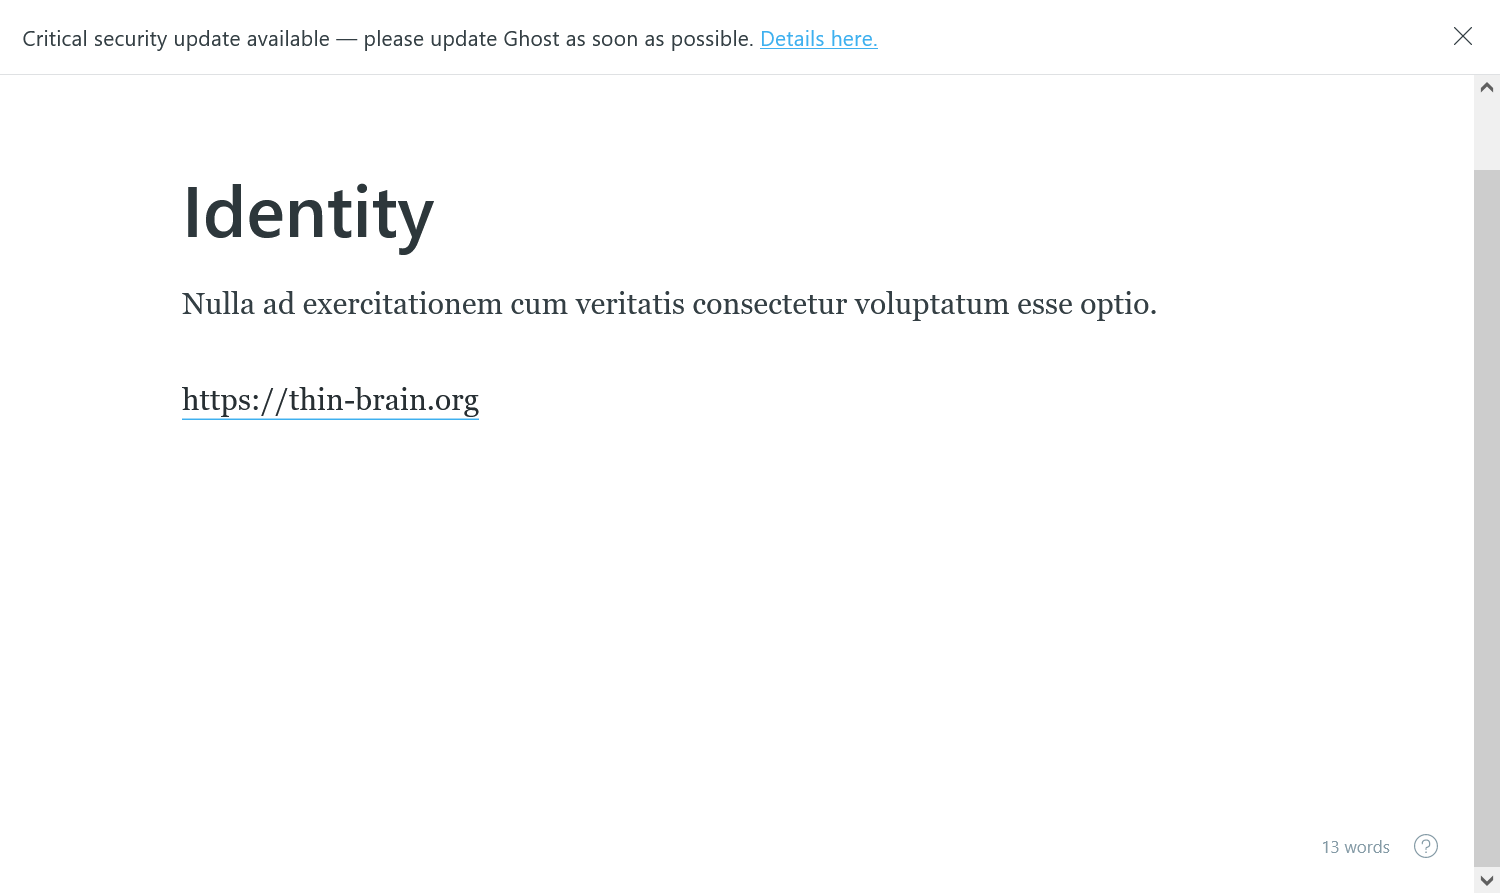 Critical security update available — please update Ghost as soon as possible. Details here.
Identity
Nulla ad exercitationem cum veritatis consectetur voluptatum esse optio.
https://thin-brain.org
13 words
?